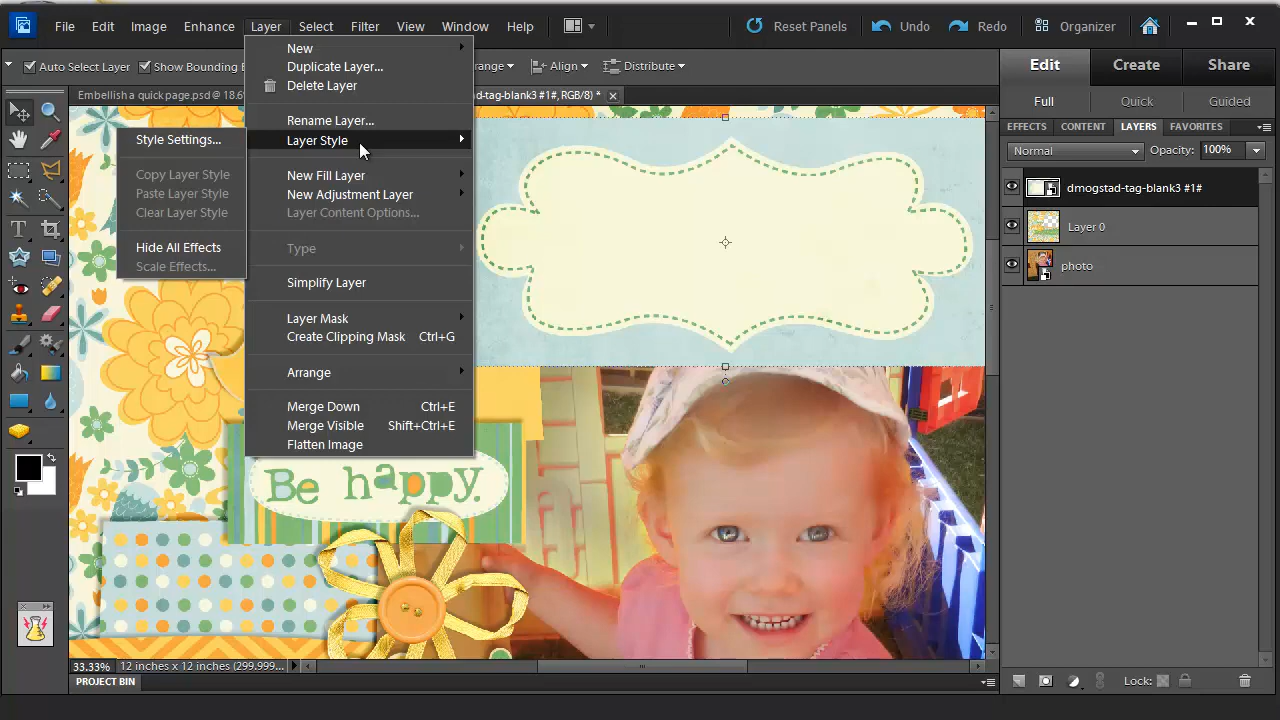 File Edit Image Enhance Layer Select Filter View Window Help Reset Panels Undo Redo Organizer
Auto Select Layer Show Bounding B range Align Distribute
Edit Create Share
Full Quick Guided
Embellish a quick page.psd @ 18.6 d-tag-blank3 #1#, RGB/8) *
EFFECTS CONTENT LAYERS FAVORITES
Normal Opacity: 100%
dmogstad-tag-blank3 #1#
Layer 0
photo
New
Duplicate Layer...
Delete Layer
Rename Layer...
Layer Style
New Fill Layer
New Adjustment Layer
Layer Content Options...
Type
Simplify Layer
Layer Mask
Create Clipping Mask Ctrl+G
Arrange
Merge Down Ctrl+E
Merge Visible Shift+Ctrl+E
Flatten Image
Style Settings...
Copy Layer Style
Paste Layer Style
Clear Layer Style
Hide All Effects
Scale Effects...
Be happy.
33.33% 12 inches x 12 inches (299.999...
Lock:
PROJECT BIN